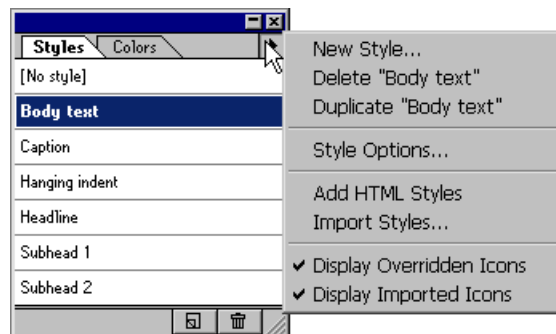 Styles Colors
[No style]
Body text
Caption
Hanging indent
Headline
Subhead 1
Subhead 2
New Style...
Delete "Body text"
Duplicate "Body text"
Style Options...
Add HTML Styles
Import Styles...
Display Overridden Icons
Display Imported Icons